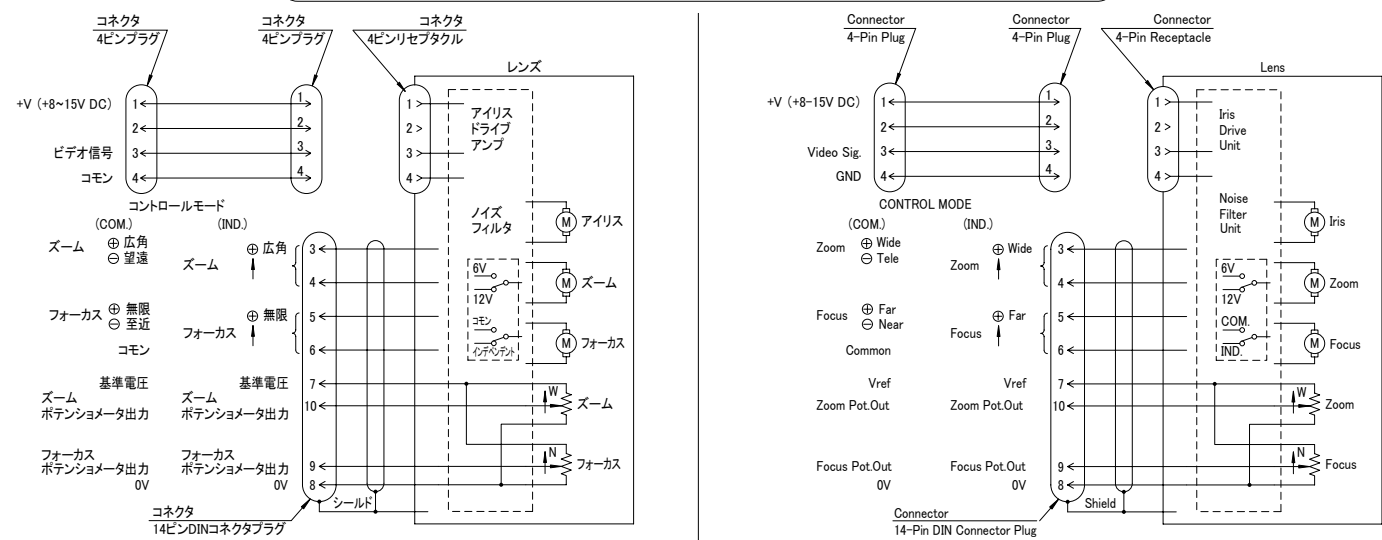 コネクタ
4ピンプラグ
コネクタ
4ピンプラグ
コネクタ
4ピンリセプタクル
レンズ
+V (+8~15V DC)
1
1
1
2
2
2
ビデオ信号
3
3
3
コモン
4
4
4
アイリス
ドライブ
アンプ
コントロールモード
(COM.)
(IND.)
ズーム
⊕ 広角
⊖ 望遠
ズーム
⊕ 広角
3
4
フォーカス
⊕ 無限
⊖ 至近
フォーカス
⊕ 無限
5
コモン
6
基準電圧
基準電圧
7
ズーム
ポテンショメータ出力
ズーム
ポテンショメータ出力
10
フォーカス
ポテンショメータ出力
フォーカス
ポテンショメータ出力
9
0V
0V
8
ノイズ
フィルタ
6V
12V
コモン
インデペンデント
M
アイリス
M
ズーム
M
フォーカス
W
ズーム
N
フォーカス
シールド
コネクタ
14ピンDINコネクタプラグ
Connector
4-Pin Plug
Connector
4-Pin Plug
Connector
4-Pin Receptacle
Lens
+V (+8-15V DC)
1
1
1
2
2
2
Video Sig.
3
3
3
GND
4
4
4
Iris
Drive
Unit
CONTROL MODE
(COM.)
(IND.)
Zoom
⊕ Wide
⊖ Tele
Zoom
⊕ Wide
3
4
Focus
⊕ Far
⊖ Near
Focus
⊕ Far
5
Common
6
Vref
Vref
7
Zoom Pot.Out
Zoom Pot.Out
10
Focus Pot.Out
Focus Pot.Out
9
0V
0V
8
Noise
Filter
Unit
6V
12V
COM.
IND.
M
Iris
M
Zoom
M
Focus
W
Zoom
N
Focus
Shield
Connector
14-Pin DIN Connector Plug